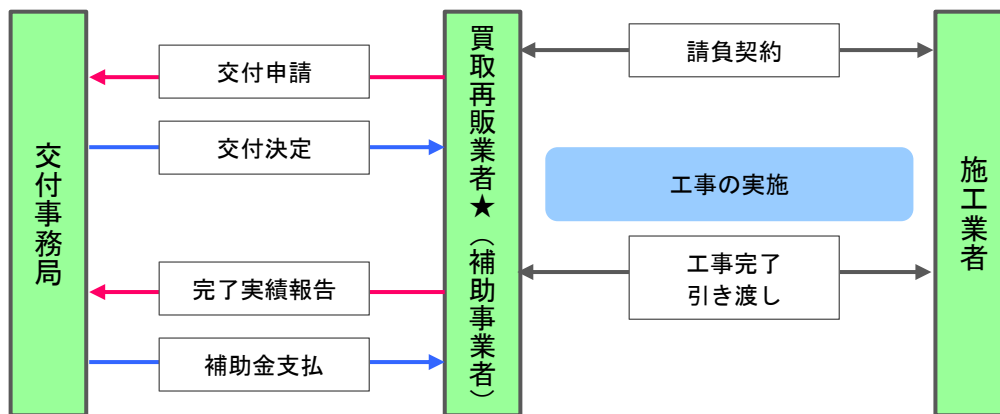 交付事務局
交付申請
交付決定
完了実績報告
補助金支払
買取再販業者★（補助事業者）
請負契約
工事の実施
工事完了
引き渡し
施工業者